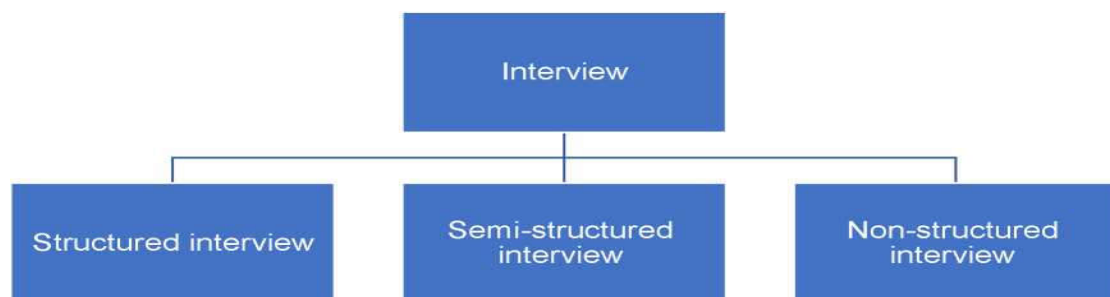 Interview
Structured interview
Semi-structured
interview
Non-structured
interview